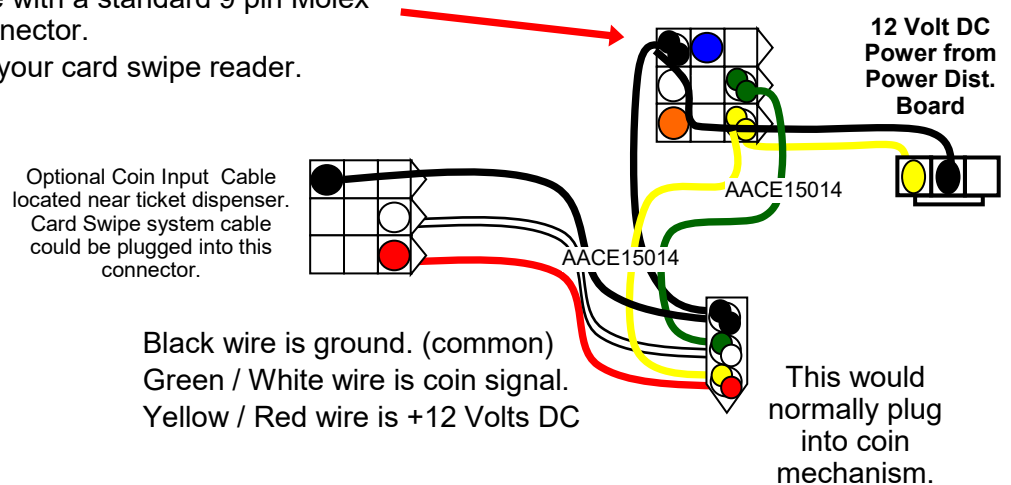 with a standard 9 pin Molex
nector.
your card swipe reader.
12 Volt DC
Power from
Power Dist.
Board
Optional Coin Input Cable
located near ticket dispenser.
Card Swipe system cable
could be plugged into this
connector.
AACE15014
AACE15014
Black wire is ground. (common)
Green / White wire is coin signal.
Yellow / Red wire is +12 Volts DC
This would
normally plug
into coin
mechanism.